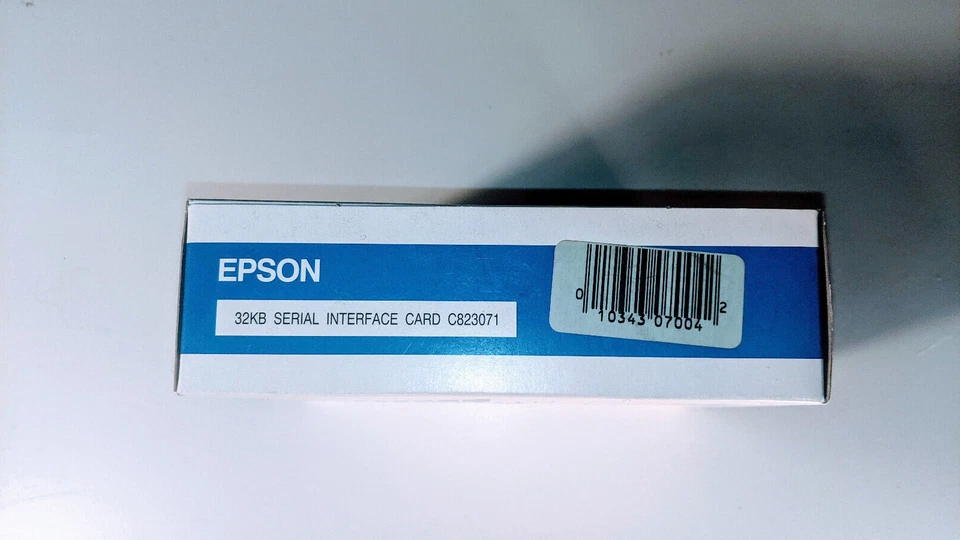 EPSON
32KB SERIAL INTERFACE CARD C823071
0 10343 07004 2